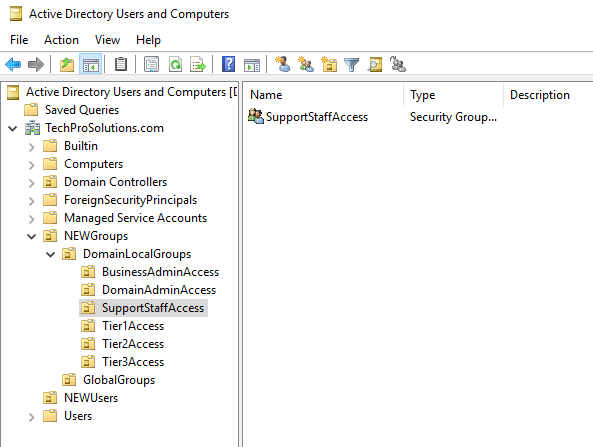 Active Directory Users and Computers
File Action View Help
Active Directory Users and Computers [D
Saved Queries
TechProSolutions.com
Builtin
Computers
Domain Controllers
ForeignSecurityPrincipals
Managed Service Accounts
NEWGroups
DomainLocalGroups
BusinessAdminAccess
DomainAdminAccess
SupportStaffAccess
Tier1Access
Tier2Access
Tier3Access
GlobalGroups
NEWUsers
Users
Name Type Description
SupportStaffAccess Security Group...